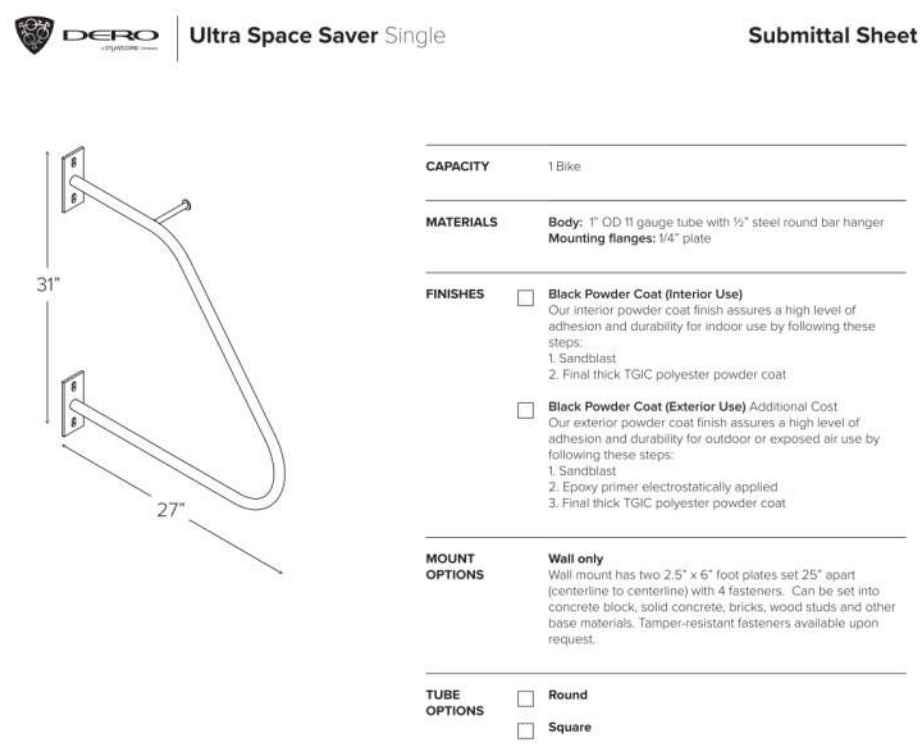 DERO
Ultra Space Saver Single
Submittal Sheet
31"
27"
CAPACITY
1 Bike
MATERIALS
Body: 1" OD 11 gauge tube with ½" steel round bar hanger
Mounting flanges: 1/4" plate
FINISHES
Black Powder Coat (Interior Use)
Our interior powder coat finish assures a high level of
adhesion and durability for indoor use by following these
steps:
1. Sandblast
2. Final thick TGIC polyester powder coat
Black Powder Coat (Exterior Use) Additional Cost
Our exterior powder coat finish assures a high level of
adhesion and durability for outdoor or exposed air use by
following these steps:
1. Sandblast
2. Epoxy primer electrostatically applied
3. Final thick TGIC polyester powder coat
MOUNT
OPTIONS
Wall only
Wall mount has two 2.5" x 6" foot plates set 25" apart
(centerline to centerline) with 4 fasteners. Can be set into
concrete block, solid concrete, bricks, wood studs and other
base materials. Tamper-resistant fasteners available upon
request.
TUBE
OPTIONS
Round
Square